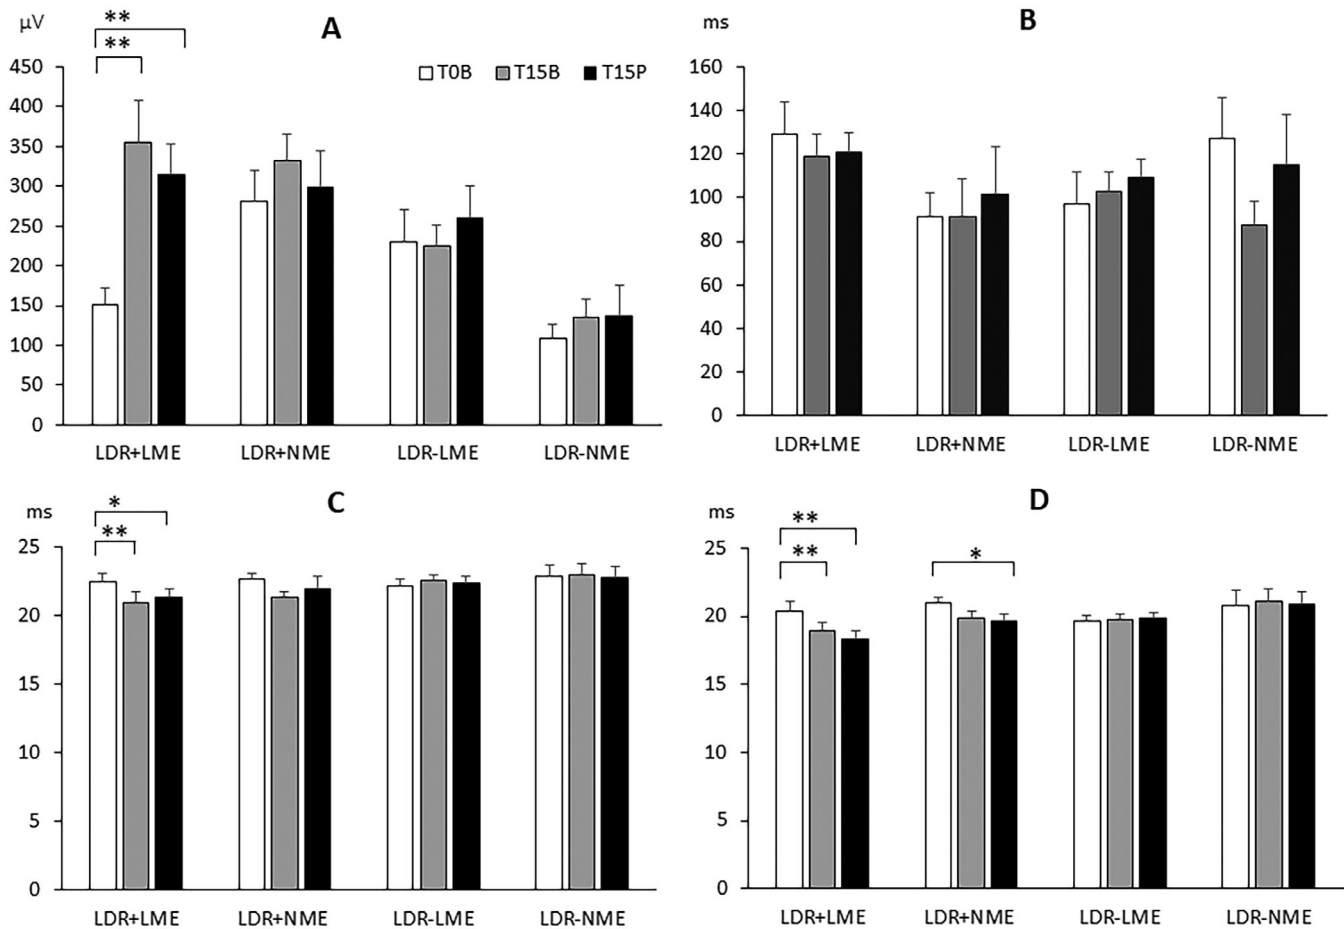 µV
**
**
A
T0B T15B T15P
450
400
350
300
250
200
150
100
50
0
LDR+LME LDR+NME LDR-LME LDR-NME
ms
B
160
140
120
100
80
60
40
20
0
LDR+LME LDR+NME LDR-LME LDR-NME
ms
*
**
C
25
20
15
10
5
0
LDR+LME LDR+NME LDR-LME LDR-NME
ms
**
**
*
D
25
20
15
10
5
0
LDR+LME LDR+NME LDR-LME LDR-NME